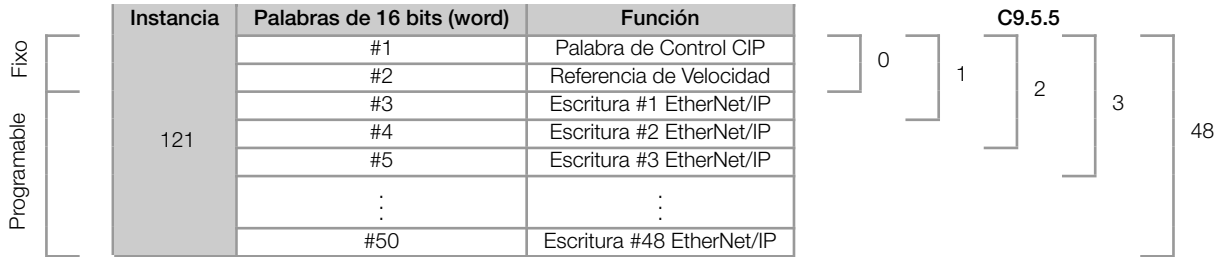 Instancia Palabras de 16 bits (word) Función C9.5.5
#1 Palabra de Control CIP
#2 Referencia de Velocidad
#3 Escritura #1 EtherNet/IP
#4 Escritura #2 EtherNet/IP
#5 Escritura #3 EtherNet/IP
. .
. .
. .
#50 Escritura #48 EtherNet/IP
121
Fixo
Programable
0
1
2
3
48